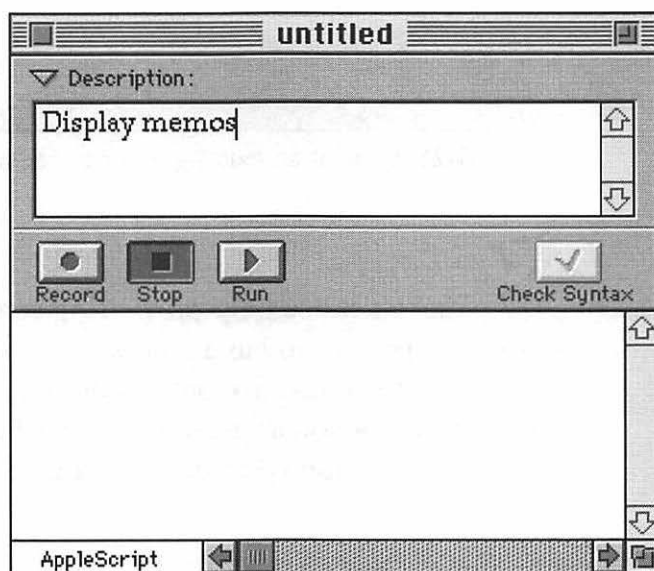 untitled
Description:
Display memos
Record Stop Run Check Syntax
AppleScript